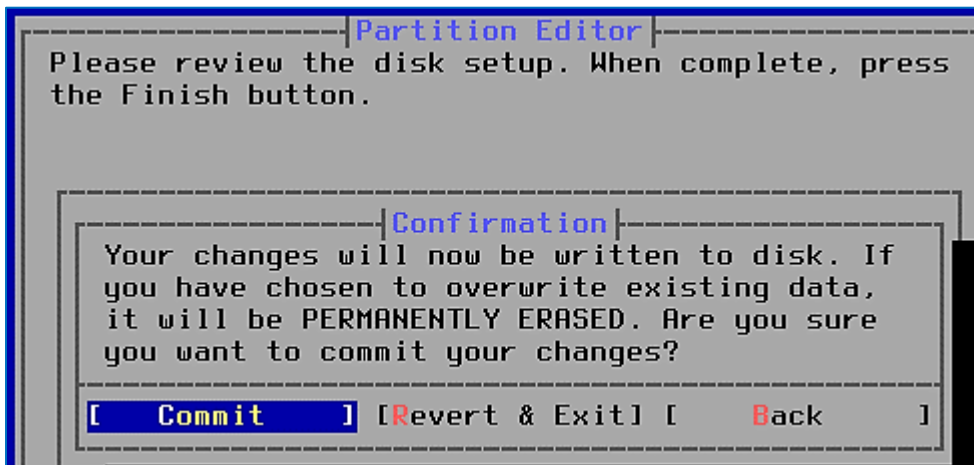 Partition Editor
Please review the disk setup. When complete, press
the Finish button.
Confirmation
Your changes will now be written to disk. If
you have chosen to overwrite existing data,
it will be PERMANENTLY ERASED. Are you sure
you want to commit your changes?
[ Commit ] [Revert & Exit] [ Back ]